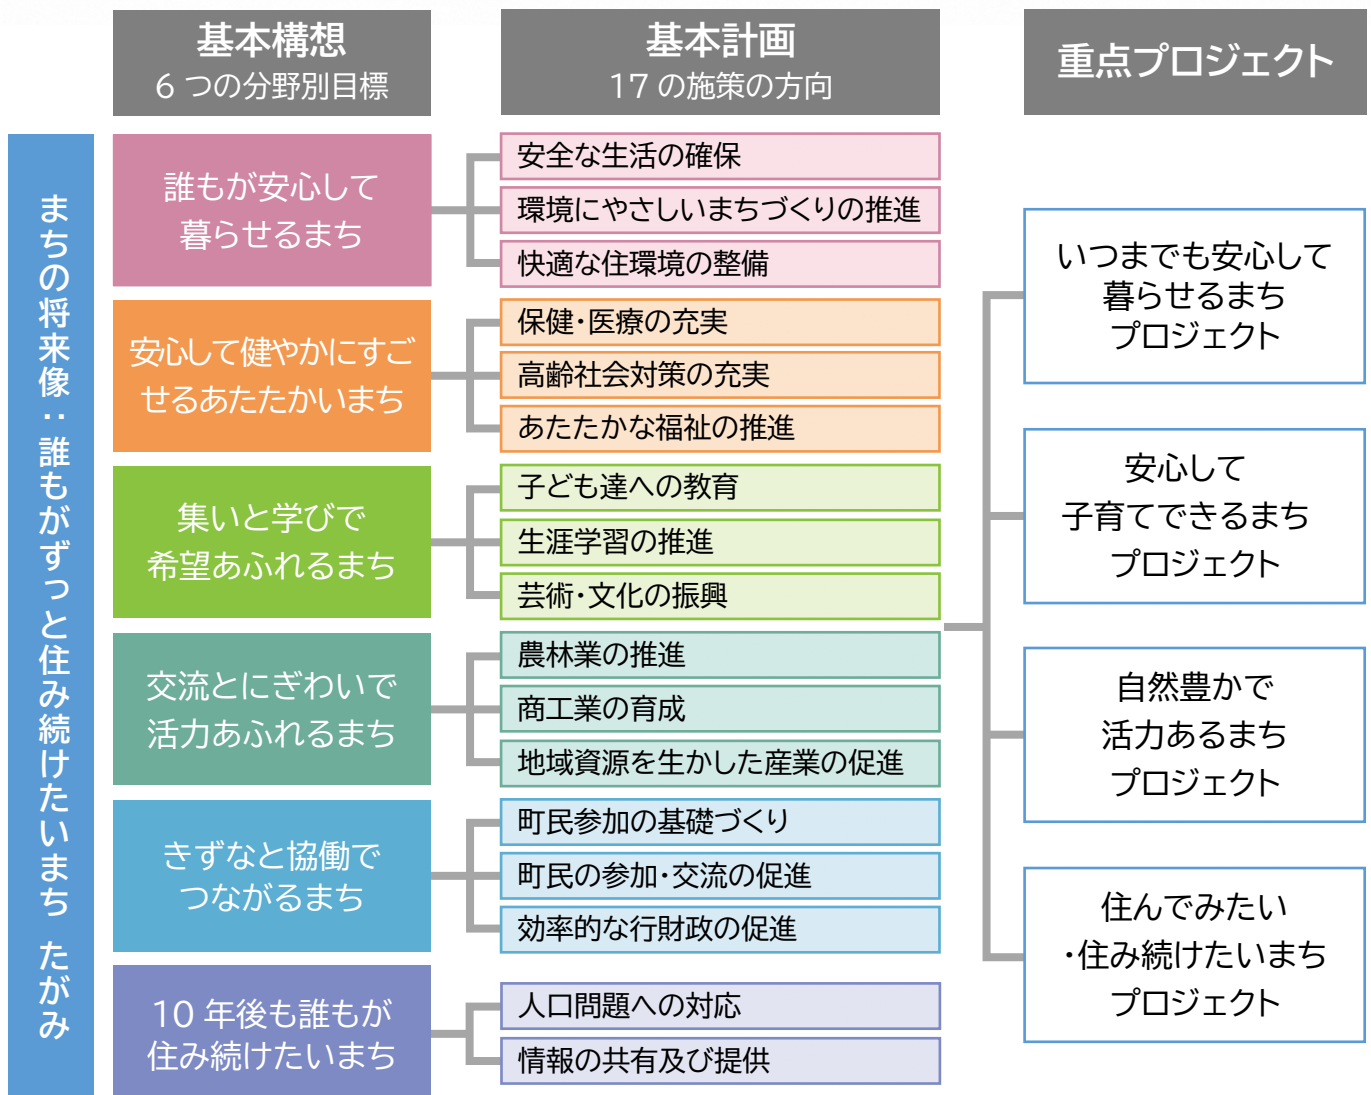 基本構想
6 つの分野別目標
基本計画
17 の施策の方向
重点プロジェクト
まちの将来像：誰もがずっと住み続けたいまち たがみ
誰もが安心して
暮らせるまち
安全な生活の確保
環境にやさしいまちづくりの推進
快適な住環境の整備
安心して健やかにすご
せるあたたかいまち
保健・医療の充実
高齢社会対策の充実
あたたかな福祉の推進
集いと学びで
希望あふれるまち
子ども達への教育
生涯学習の推進
芸術・文化の振興
交流とにぎわいで
活力あふれるまち
農林業の推進
商工業の育成
地域資源を生かした産業の促進
きずなと協働で
つながるまち
町民参加の基礎づくり
町民の参加・交流の促進
効率的な行財政の促進
10 年後も誰もが
住み続けたいまち
人口問題への対応
情報の共有及び提供
いつまでも安心して
暮らせるまち
プロジェクト
安心して
子育てできるまち
プロジェクト
自然豊かで
活力あるまち
プロジェクト
住んでみたい
・住み続けたいまち
プロジェクト